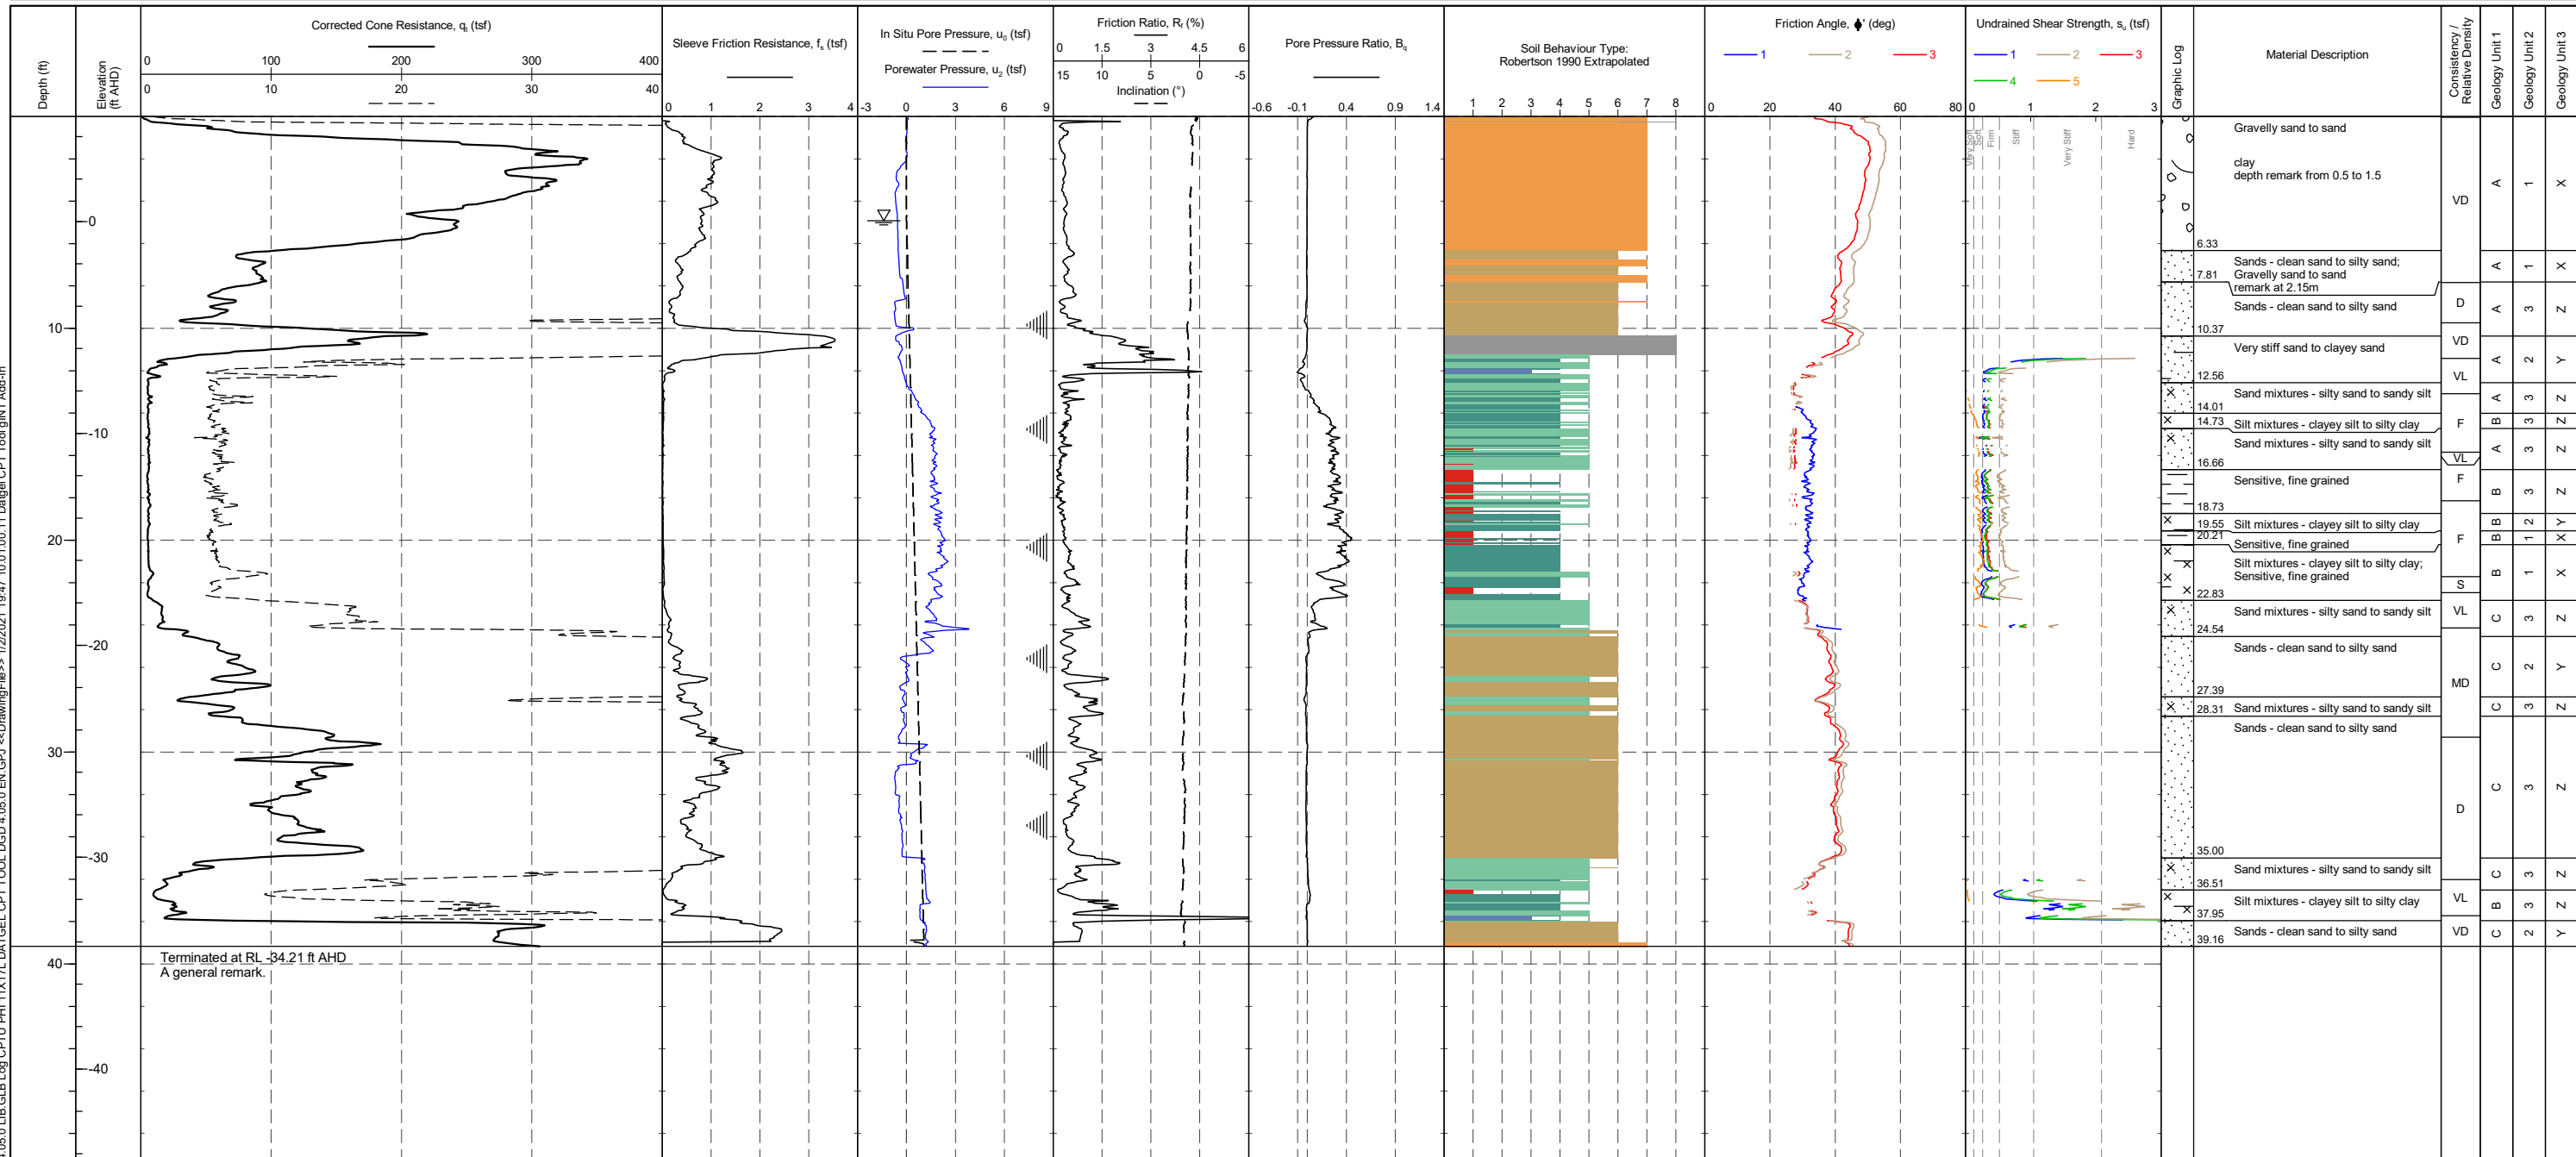 Depth (ft)
Elevation
(ft AHD)
Corrected Cone Resistance, qt (tsf)
0 100 200 300 400
0 10 20 30 40
Sleeve Friction Resistance, fs (tsf)
0 1 2 3 4
In Situ Pore Pressure, u0 (tsf)
Porewater Pressure, u2 (tsf)
-3 0 3 6 9
Friction Ratio, Rf (%)
0 1.5 3 4.5 6
15 10 5 0 -5
Inclination (°)
Pore Pressure Ratio, Bq
-0.6 -0.1 0.4 0.9 1.4
Soil Behaviour Type:
Robertson 1990 Extrapolated
1 2 3 4 5 6 7 8
Friction Angle, ϕ' (deg)
1 2 3
0 20 40 60 80
Undrained Shear Strength, su (tsf)
1 2 3
4 5
0 1 2 3
Very Soft
Soft
Firm
Stiff
Very Stiff
Hard
Graphic Log
Material Description
Consistency /
Relative Density
Geology Unit 1
Geology Unit 2
Geology Unit 3
0
10
-10
20
-20
30
-30
40
-40
Gravelly sand to sand
clay
depth remark from 0.5 to 1.5
6.33
Sands - clean sand to silty sand;
Gravelly sand to sand
7.81
remark at 2.15m
Sands - clean sand to silty sand
10.37
Very stiff sand to clayey sand
12.56
Sand mixtures - silty sand to sandy silt
14.01
14.73 Silt mixtures - clayey silt to silty clay
Sand mixtures - silty sand to sandy silt
16.66
Sensitive, fine grained
18.73
19.55 Silt mixtures - clayey silt to silty clay
20.21
Sensitive, fine grained
Silt mixtures - clayey silt to silty clay;
Sensitive, fine grained
22.83
Sand mixtures - silty sand to sandy silt
24.54
Sands - clean sand to silty sand
27.39
28.31 Sand mixtures - silty sand to sandy silt
Sands - clean sand to silty sand
35.00
Sand mixtures - silty sand to sandy silt
36.51
Silt mixtures - clayey silt to silty clay
37.95
Sands - clean sand to silty sand
39.16
VD
D
VD
VL
F
VL
F
F
S
VL
MD
D
VL
VD
A 1 X
A 1 X
A 3 Z
A 2 Y
A 3 Z
B 3 Z
A 3 Z
B 3 Z
B 2 Y
B 1 X
B 1 X
C 3 Z
C 2 Y
C 3 Z
C 3 Z
C 3 Z
B 3 Z
C 2 Y
Terminated at RL -34.21 ft AHD
A general remark.